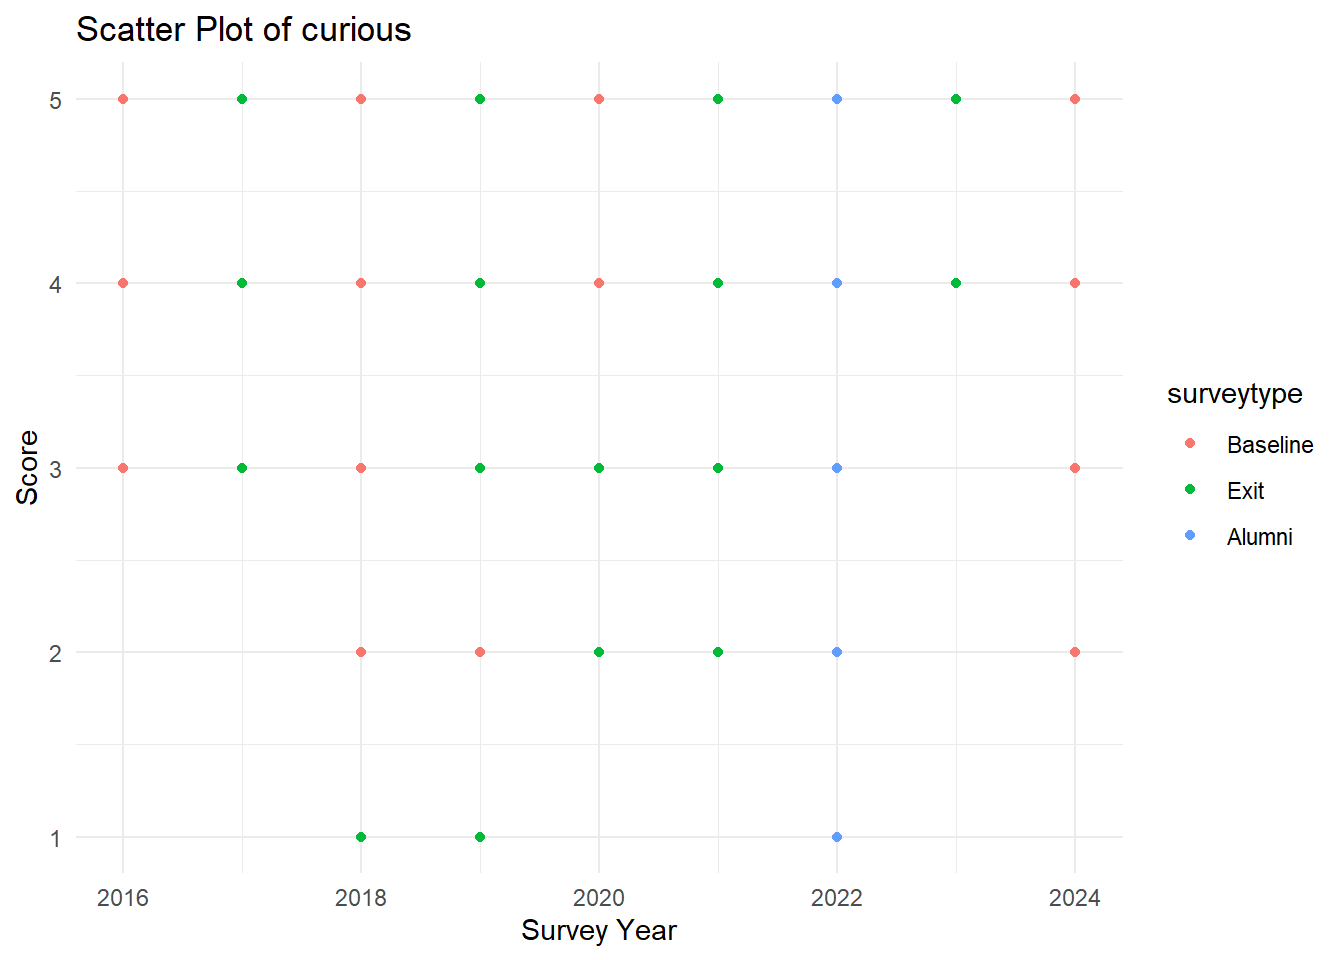 Scatter Plot of curious
5
4
3
2
1
Score
2016 2018 2020 2022 2024
Survey Year
surveytype
Baseline
Exit
Alumni